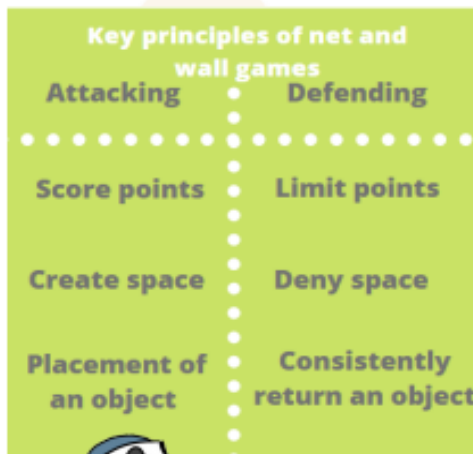 Key principles of net and
wall games
Attacking Defending
Score points Limit points
Create space Deny space
Placement of Consistently
an object return an object